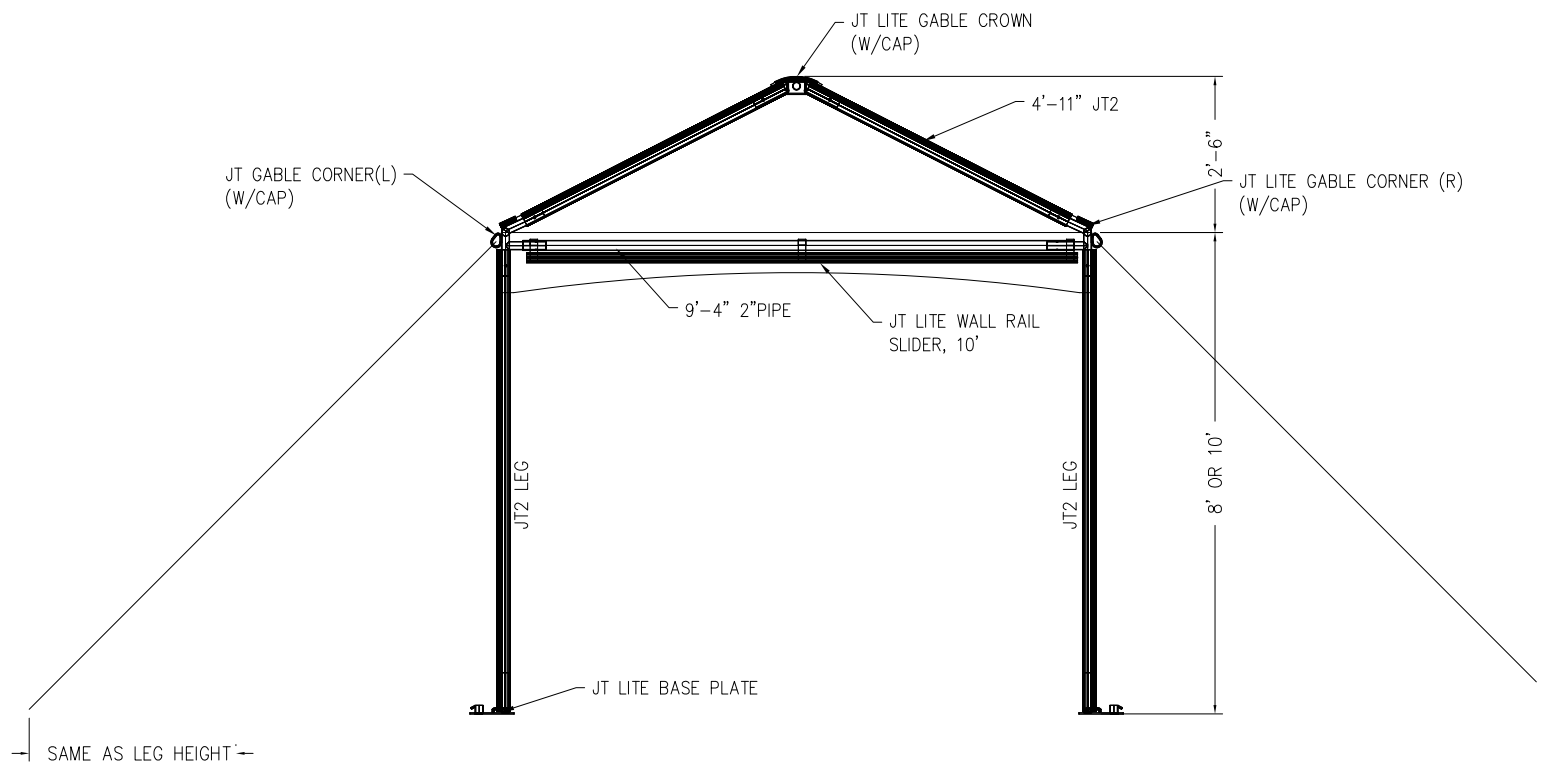 JT LITE GABLE CROWN
(W/CAP)
4'-11" JT2
2'-6"
JT GABLE CORNER(L)
(W/CAP)
JT LITE GABLE CORNER (R)
(W/CAP)
9'-4" 2"PIPE
JT LITE WALL RAIL
SLIDER, 10'
JT2 LEG
JT2 LEG
8' OR 10'
JT LITE BASE PLATE
SAME AS LEG HEIGHT